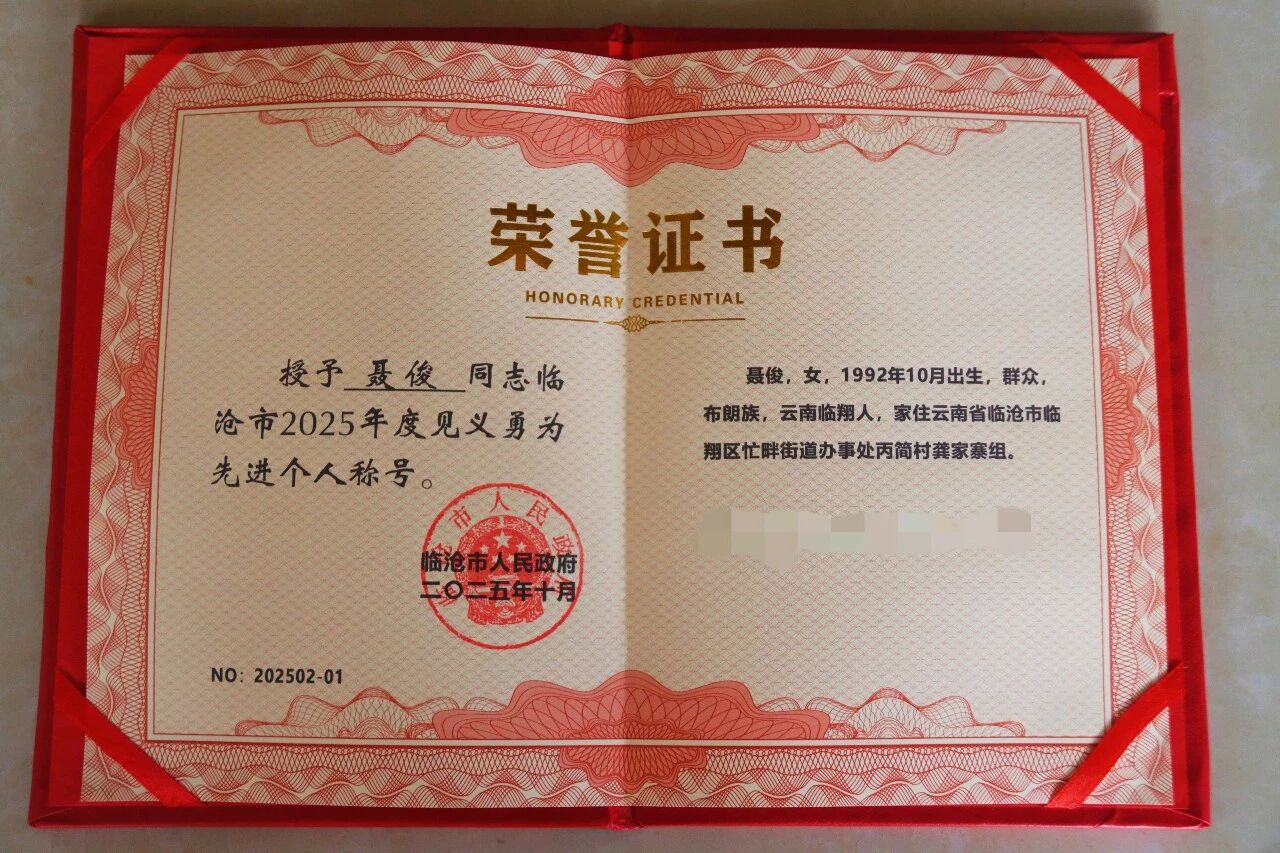 荣誉证书
HONORARY CREDENTIAL
授予 聂俊 同志临
沧市2025年度见义勇为
先进个人称号。
临沧市人民政府
二〇二五年十月
NO：202502-01
聂俊，女，1992年10月出生，群众，
布朗族，云南临翔人，家住云南省临沧市临
翔区忙畔街道办事处丙简村龚家寨组。